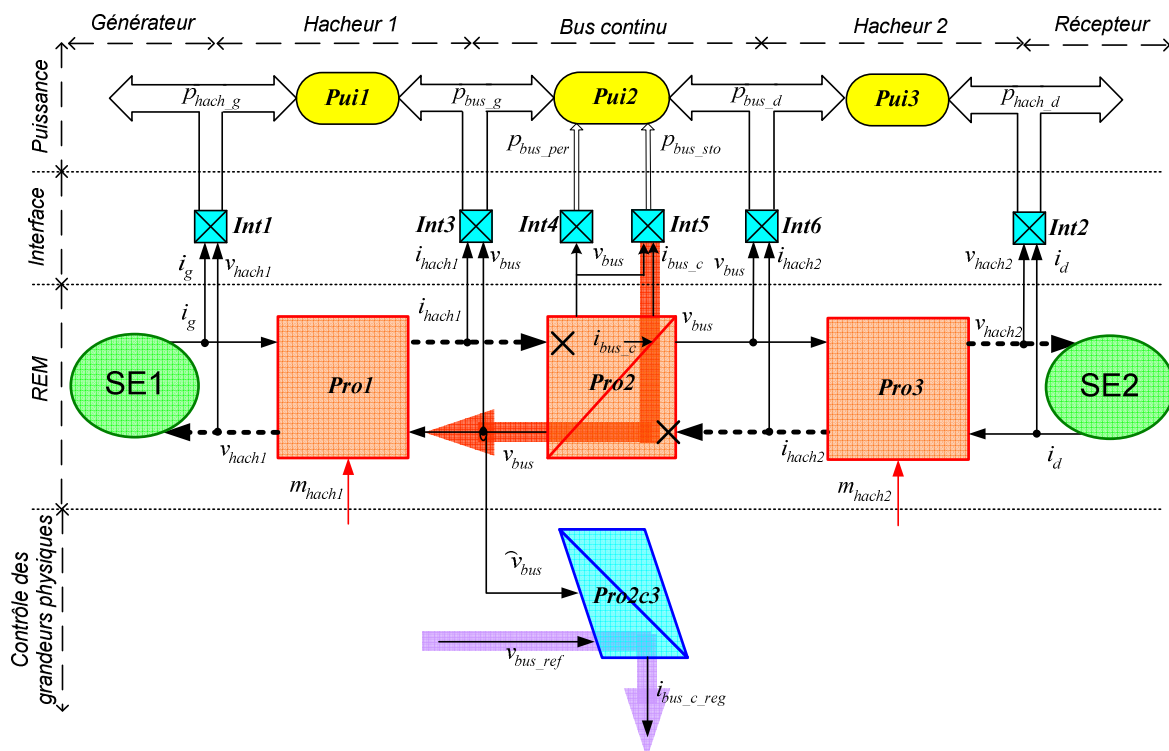 Générateur
Hacheur 1
Bus continu
Hacheur 2
Récepteur
Puissance
p_hach_g
Pui1
p_bus_g
Pui2
p_bus_d
Pui3
p_hach_d
p_bus_per
p_bus_sto
Interface
Int1
Int3
Int4
Int5
Int6
Int2
i_g
v_hach1
i_hach1
v_bus
v_bus
i_bus_c
v_bus
i_hach2
v_hach2
i_d
REM
i_g
i_hach1
v_bus
v_hach2
i_bus_c
SE1
Pro1
Pro2
Pro3
SE2
v_hach1
v_bus
i_hach2
i_d
m_hach1
m_hach2
Contrôle des
grandeurs physiques
v̂_bus
Pro2c3
v_bus_ref
i_bus_c_reg